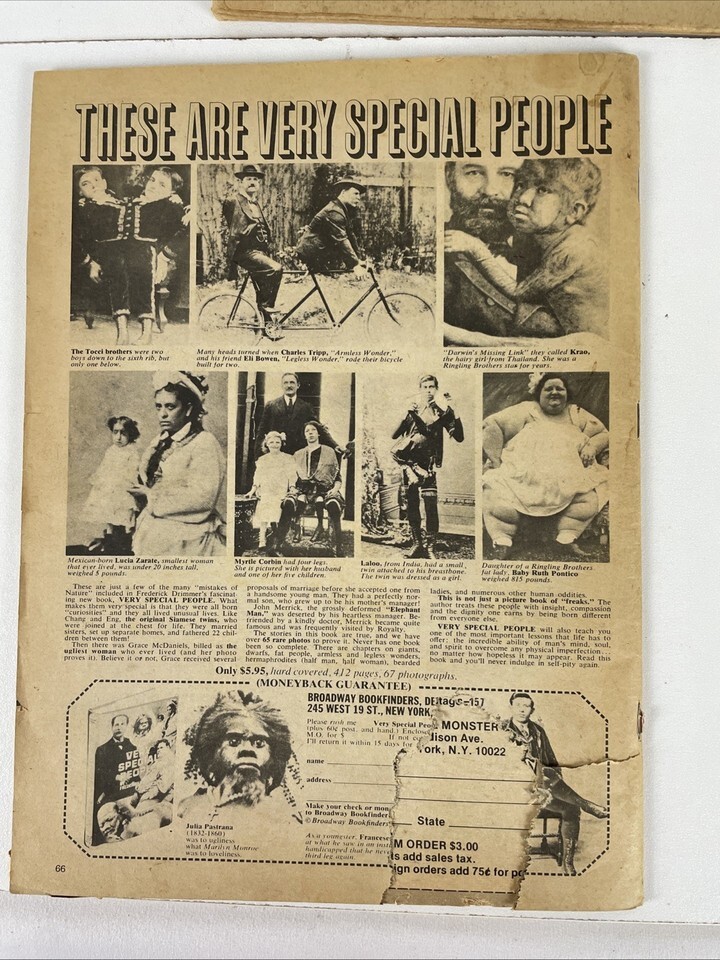 THESE ARE VERY SPECIAL PEOPLE
The Tocci brothers were two
boys down to the sixth rib, but
only one below.
Many heads turned when Charles Tripp, "Armless Wonder,"
and his friend Eli Bowen, "Legless Wonder," rode their bicycle
built for two.
"Darwin's Missing Link" they called Krao,
the hairy girl from Thailand. She was a
Ringling Brothers star for years.
Mexican-born Lucia Zarate, smallest woman
that ever lived, was under 20 inches tall,
weighed 5 pounds.
Myrtle Corbin had four legs.
She is pictured with her husband
and one of her five children.
Laloo, from India, had a small
twin attached to his breastbone.
The twin was dressed as a girl.
Daughter of a Ringling Brothers
fat lady, Baby Ruth Pontico
weighed 815 pounds.
These are just a few of the many "mistakes of
Nature" included in Frederick Drimmer's fascinat-
ing new book, VERY SPECIAL PEOPLE. What
makes them very special is that they were all born
"curiosities" and they all lived unusual lives. Like
Chang and Eng, the original Siamese twins, who
were joined at the chest for life. They married
sisters, set up separate homes, and fathered 22 chil-
dren between them!
Then there was Grace McDaniels, billed as the
ugliest woman who ever lived (and her photo
proves it). Believe it or not, Grace received several
proposals of marriage before she accepted one from
a handsome young man. They had a perfectly nor-
mal son, who grew up to be his mother's manager!
John Merrick, the grossly deformed "Elephant
Man," was deserted by his heartless manager. Be-
friended by a kindly doctor, Merrick became quite
famous and was frequently visited by Royalty.
The stories in this book are true, and we have
over 65 rare photos to prove it. Never has one book
been so complete. There are chapters on giants,
dwarfs, fat people, armless and legless wonders,
hermaphrodites (half man, half woman), bearded
ladies, and numerous other human oddities.
This is not just a picture book of "freaks." The
author treats these people with insight, compassion
and the dignity one earns by being born different
from everyone else.
VERY SPECIAL PEOPLE will also teach you
one of the most important lessons that life has to
offer: the incredible ability of man's mind, soul,
and spirit to overcome any physical imperfection...
no matter how hopeless it may appear. Read this
book and you'll never indulge in self-pity again.
Only $5.95, hard covered, 412 pages, 67 photographs.
(MONEYBACK GUARANTEE)
BROADWAY BOOKFINDERS, 157
245 WEST 19 ST., NEW YORK,
Please rush me Very Special Peo
(plus 60¢ post. and hand.) Enclos
M.O. for $ If not
I'll return it within 15 days for
name
address
Make your check or mon
to Broadway Bookfinder
© Broadway Bookfinders
As a youngster, Frances
at what he saw in an inst
handicapped that he neve
third leg again.
MONSTER
dison Ave.
ork, N.Y. 10022
State
M ORDER $3.00
s add sales tax.
ign orders add 75¢ for po
VERY
SPECIAL
PEOPLE
Julia Pastrana
(1832-1860)
was to ugliness
what Marilyn Monroe
was to loveliness.
66